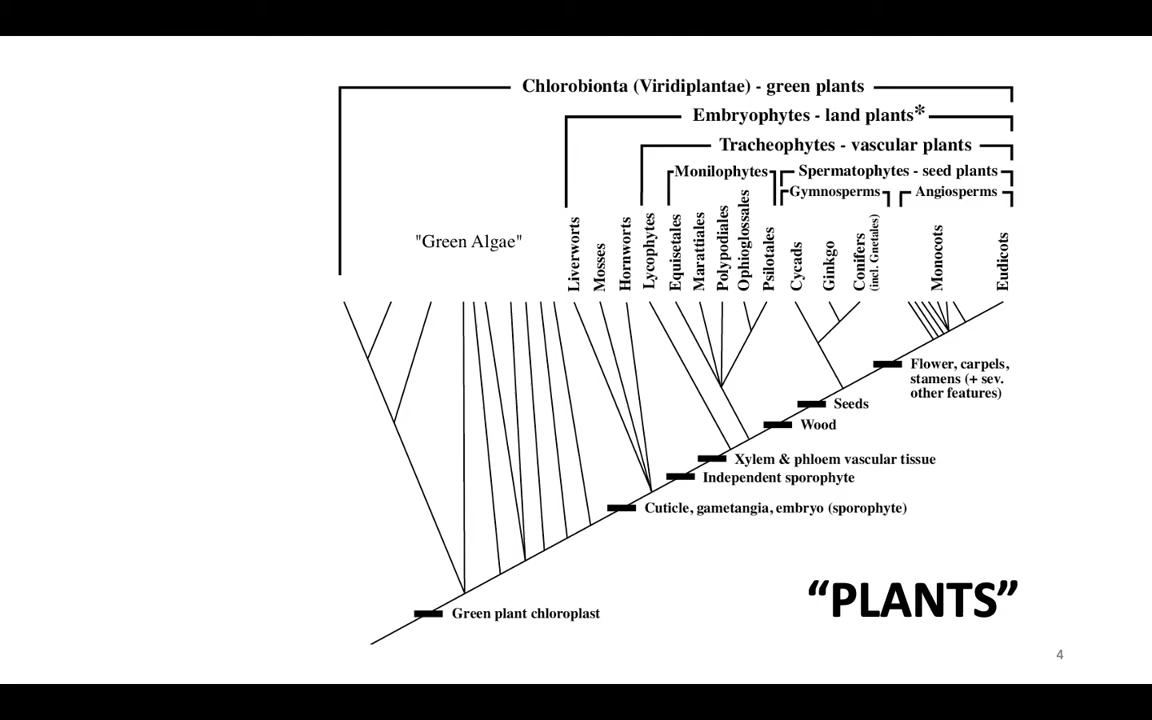 Chlorobionta (Viridiplantae) - green plants
Embryophytes - land plants*
Tracheophytes - vascular plants
Monilophytes
Spermatophytes - seed plants
Gymnosperms
Angiosperms
"Green Algae"
Liverworts
Mosses
Hornworts
Lycophytes
Equisetales
Marattiales
Polypodiales
Ophioglossales
Psilotales
Cycads
Ginkgo
Conifers
(incl. Gnetales)
Monocots
Eudicots
Flower, carpels,
stamens (+ sev.
other features)
Seeds
Wood
Xylem & phloem vascular tissue
Independent sporophyte
Cuticle, gametangia, embryo (sporophyte)
“PLANTS”
Green plant chloroplast
4